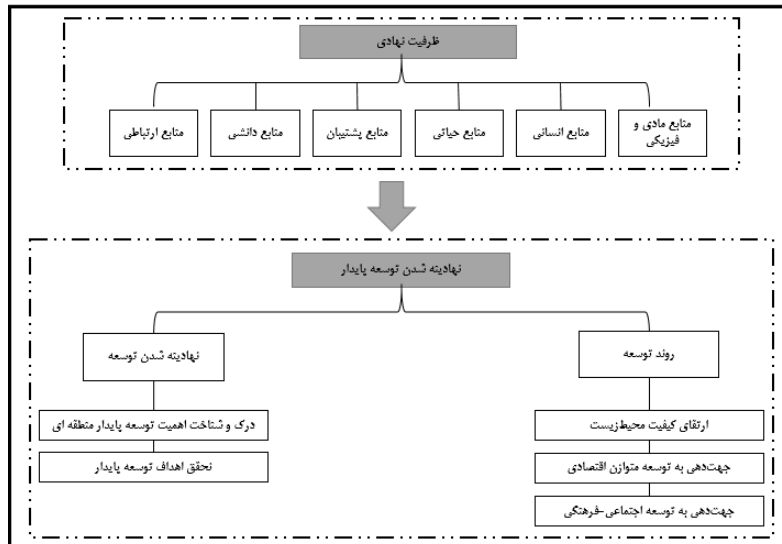 ظرفیت نهادی
منابع مادی و
فیزیکی
منابع انسانی
منابع حیاتی
منابع پشتیبان
منابع دانشی
منابع ارتباطی
نهادینه شدن توسعه پایدار
روند توسعه
ارتقای کیفیت محیط‌زیست
جهت‌دهی به توسعه متوازن اقتصادی
جهت‌دهی به توسعه اجتماعی-فرهنگی
نهادینه شدن توسعه
درک و شناخت اهمیت توسعه پایدار منطقه ای
تحقق اهداف توسعه پایدار